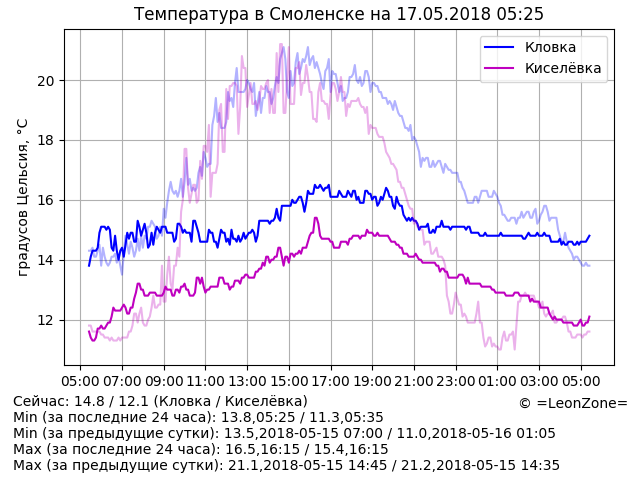 Температура в Смоленске на 17.05.2018 05:25
Кловка
Киселёвка
градусов Цельсия, °C
20
18
16
14
12
05:00 07:00 09:00 11:00 13:00 15:00 17:00 19:00 21:00 23:00 01:00 03:00 05:00
Сейчас: 14.8 / 12.1 (Кловка / Киселёвка)
© =LeonZone=
Min (за последние 24 часа): 13.8,05:25 / 11.3,05:35
Min (за предыдущие сутки): 13.5,2018-05-15 07:00 / 11.0,2018-05-16 01:05
Max (за последние 24 часа): 16.5,16:15 / 15.4,16:15
Max (за предыдущие сутки): 21.1,2018-05-15 14:45 / 21.2,2018-05-15 14:35